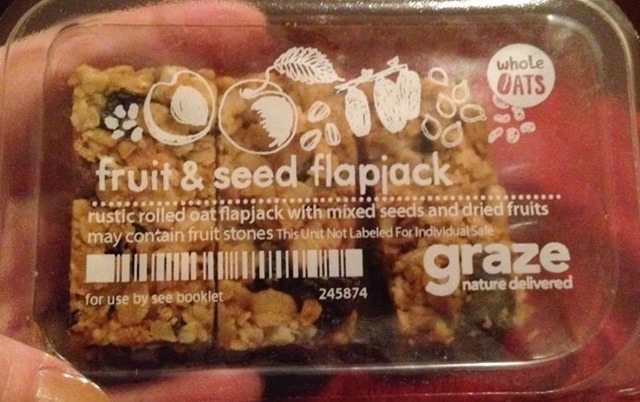 whole
OATS
fruit & seed flapjack
rustic rolled oat flapjack with mixed seeds and dried fruits
may contain fruit stones This Unit Not Labeled For Individual Sale
graze
nature delivered
for use by see booklet 245874